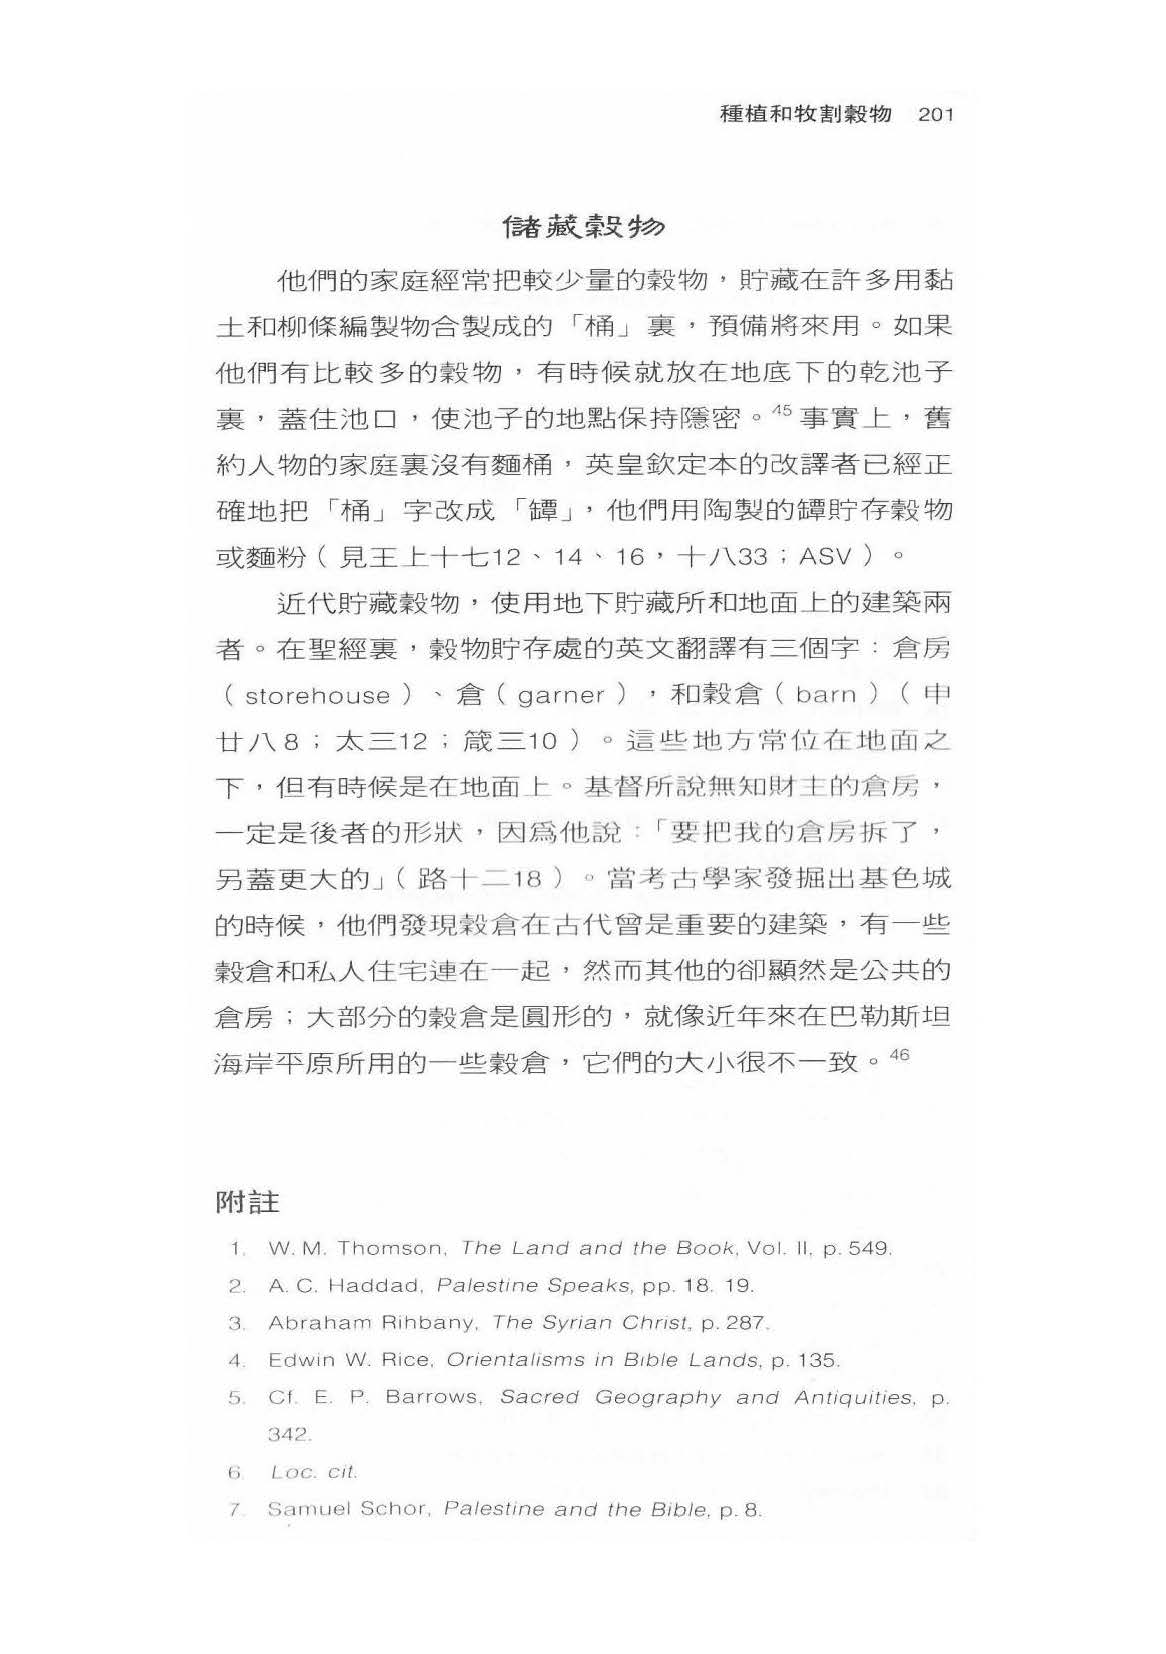 種植和牧割穀物 201
儲藏穀物
他們的家庭經常把較少量的穀物，貯藏在許多用黏
土和柳條編製物合製成的「桶」裏，預備將來用。如果
他們有比較多的穀物，有時候就放在地底下的乾池子
裏，蓋住池口，使池子的地點保持隱密。45 事實上，舊
約人物的家庭裏沒有麵桶，英皇欽定本的改譯者已經正
確地把「桶」字改成「罈」，他們用陶製的罈貯存穀物
或麵粉（見王上十七12、14、16，十八33；ASV）。
近代貯藏穀物，使用地下貯藏所和地面上的建築兩
者。在聖經裏，穀物貯存處的英文翻譯有三個字：倉房
（storehouse）、倉（garner），和穀倉（barn）（申
廿八8；太三12；箴三10）。這些地方常位在地面之
下，但有時候是在地面上。基督所說無知財主的倉房，
一定是後者的形狀，因爲他說：「要把我的倉房拆了，
另蓋更大的」（路十二18）。當考古學家發掘出基色城
的時候，他們發現穀倉在古代曾是重要的建築，有一些
穀倉和私人住宅連在一起，然而其他的卻顯然是公共的
倉房；大部分的穀倉是圓形的，就像近年來在巴勒斯坦
海岸平原所用的一些穀倉，它們的大小很不一致。46
附註
1. W. M. Thomson, The Land and the Book, Vol. II, p. 549.
2. A. C. Haddad, Palestine Speaks, pp. 18. 19.
3. Abraham Rihbany, The Syrian Christ, p. 287.
4. Edwin W. Rice, Orientalisms in Bible Lands, p. 135.
5. Cf. E. P. Barrows, Sacred Geography and Antiquities, p.
342.
6. Loc. cit.
7. Samuel Schor, Palestine and the Bible, p. 8.